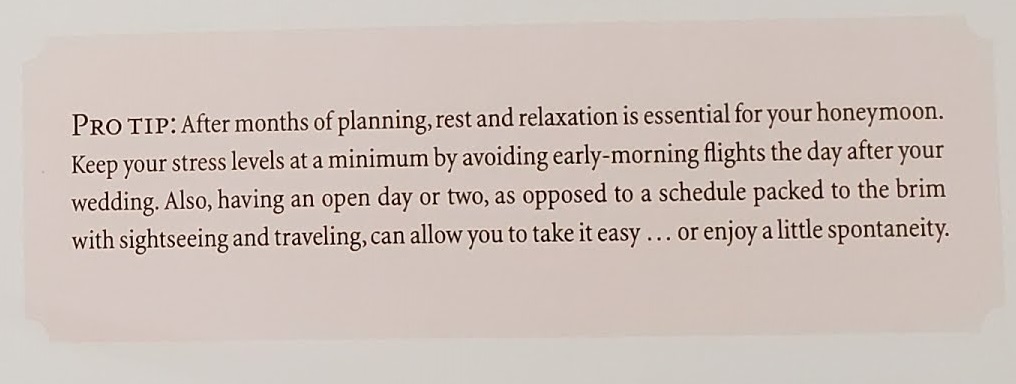 PRO TIP: After months of planning, rest and relaxation is essential for your honeymoon.
Keep your stress levels at a minimum by avoiding early-morning flights the day after your
wedding. Also, having an open day or two, as opposed to a schedule packed to the brim
with sightseeing and traveling, can allow you to take it easy ... or enjoy a little spontaneity.